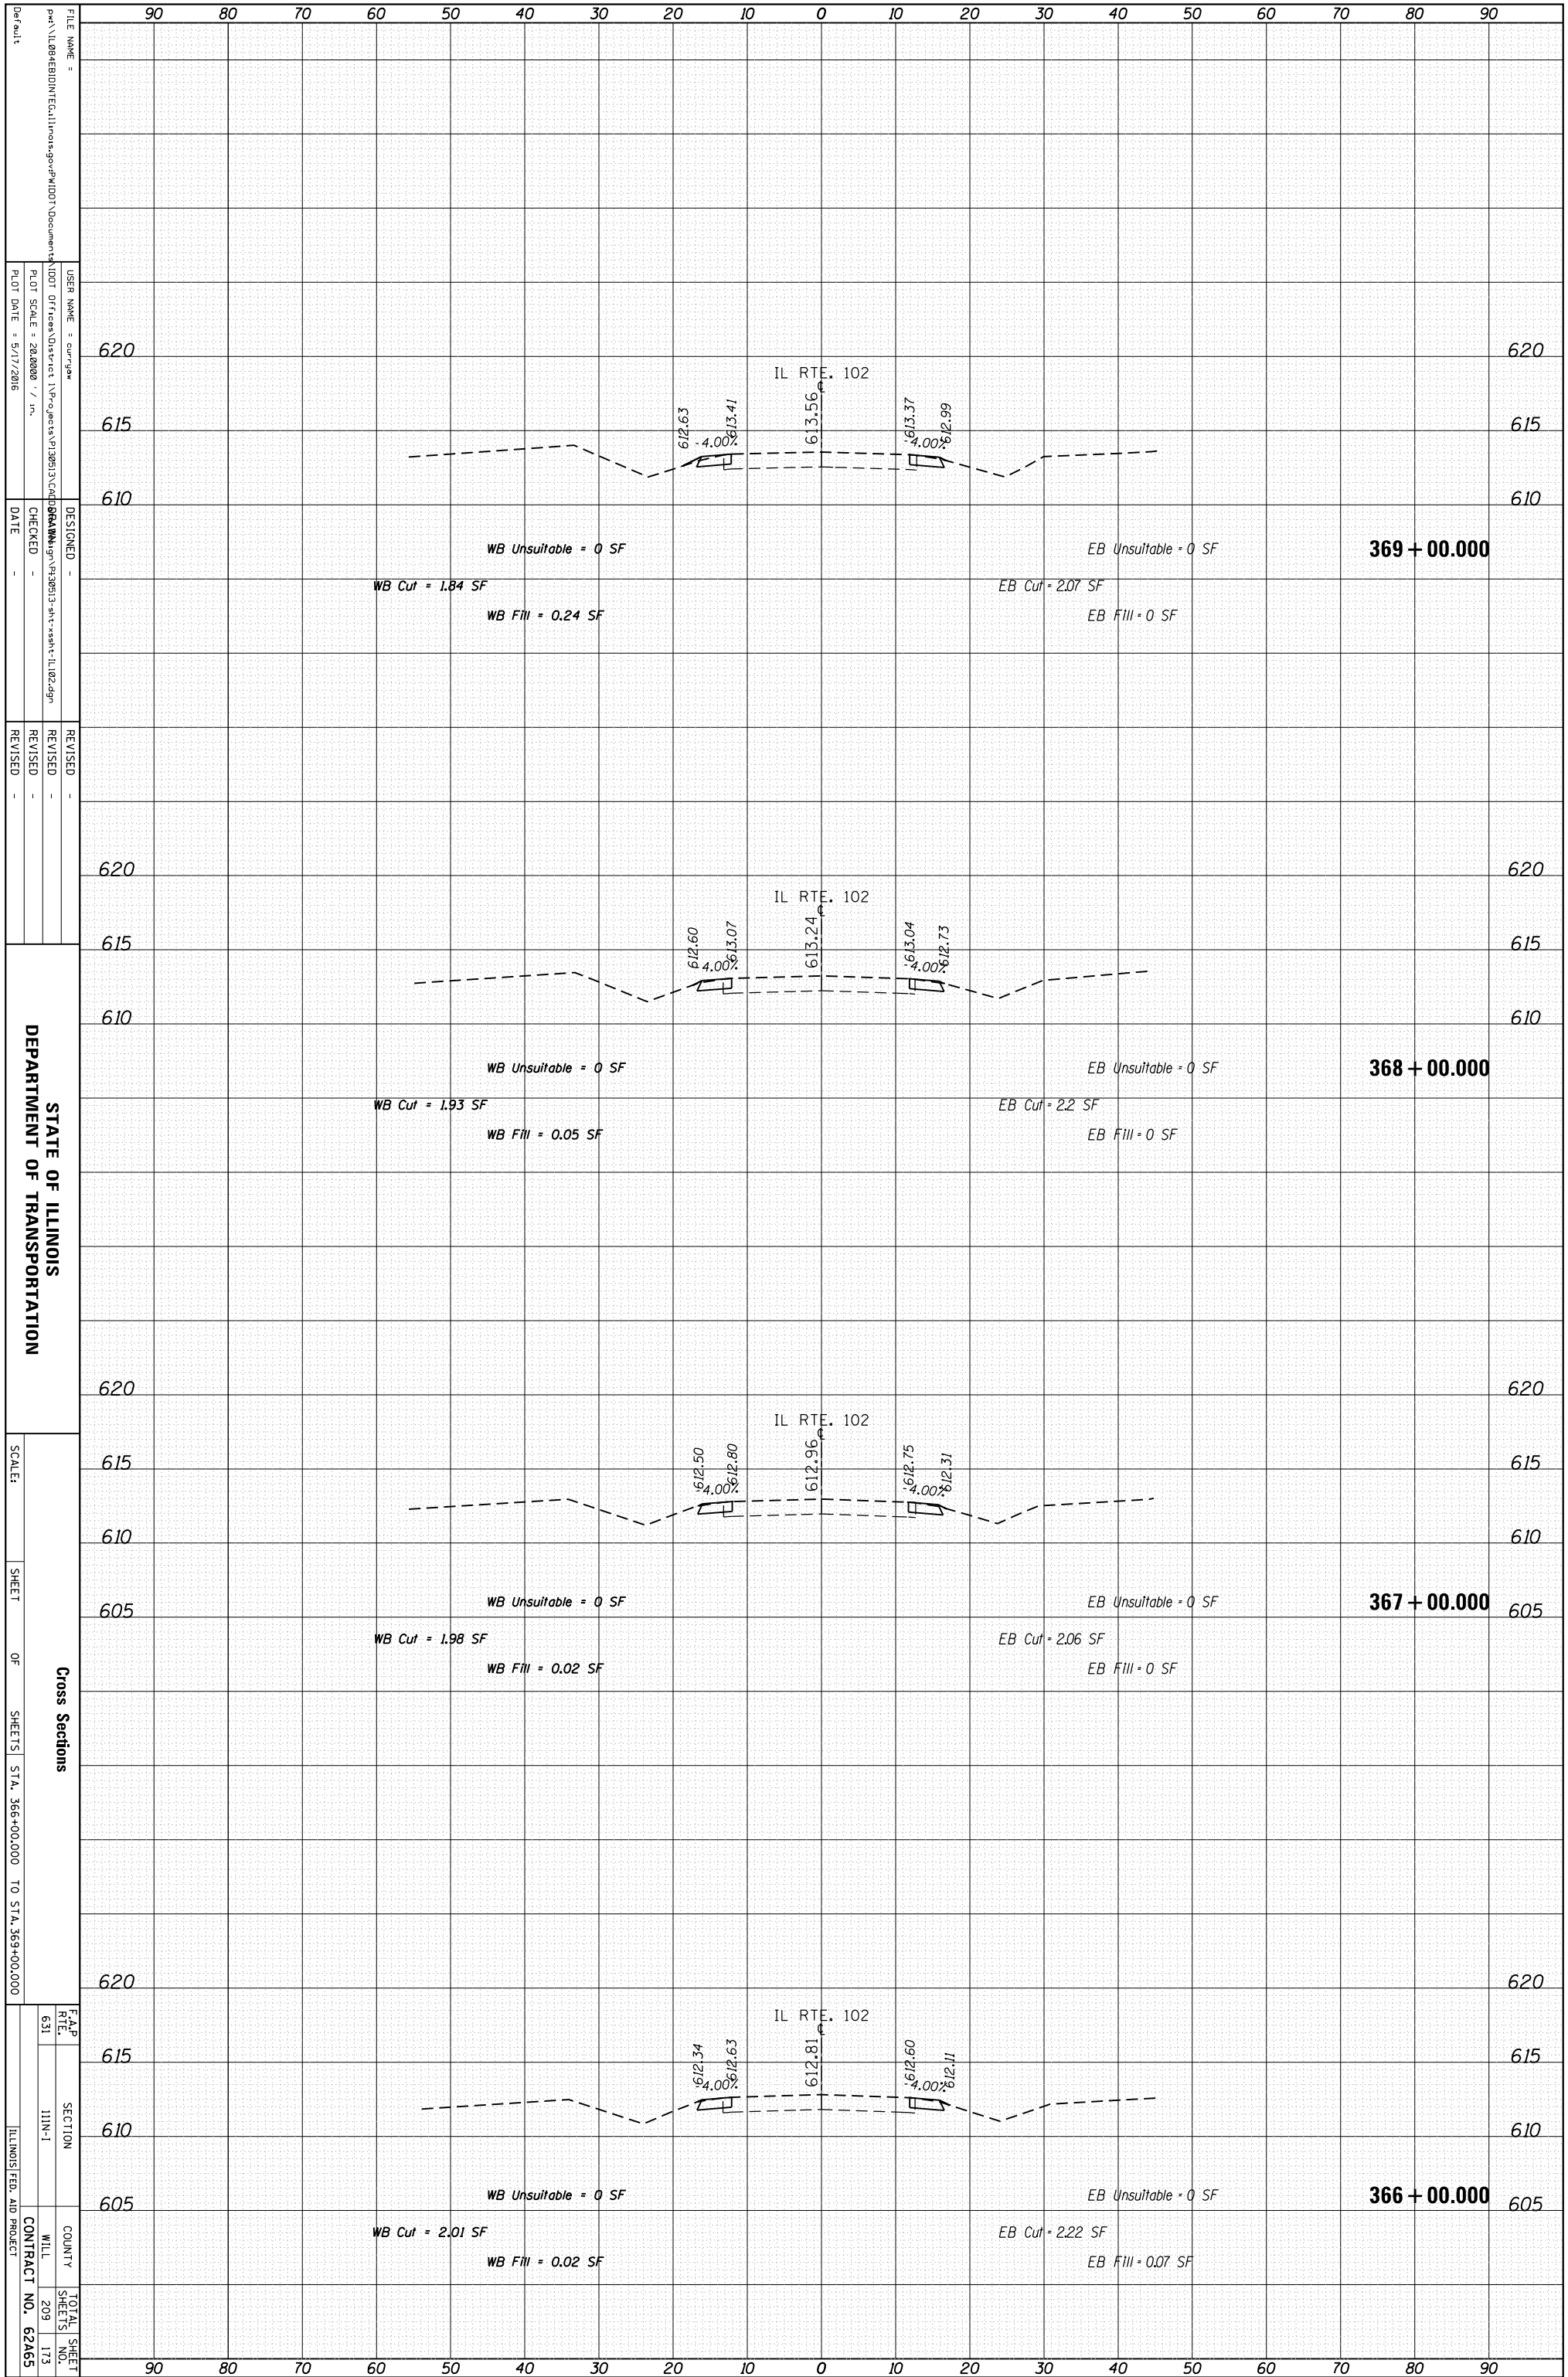 90 80 70 60 50 40 30 20 10 0 10 20 30 40 50 60 70 80 90
620 620
IL RTE. 102
℄
615 612.63 613.41 613.56 613.37 612.99 615
-4.00% -4.00%
610 610
WB Unsuitable = 0 SF EB Unsuitable = 0 SF 369+00.000
WB Cut = 1.84 SF EB Cut = 2.07 SF
WB Fill = 0.24 SF EB Fill = 0 SF
620 620
IL RTE. 102
℄
615 612.60 613.07 613.24 613.04 612.73 615
-4.00% -4.00%
610 610
WB Unsuitable = 0 SF EB Unsuitable = 0 SF 368+00.000
WB Cut = 1.93 SF EB Cut = 2.2 SF
WB Fill = 0.05 SF EB Fill = 0 SF
620 620
IL RTE. 102
℄
615 612.50 612.80 612.96 612.75 612.31 615
-4.00% -4.00%
610 610
WB Unsuitable = 0 SF EB Unsuitable = 0 SF 367+00.000
605 605
WB Cut = 1.98 SF EB Cut = 2.06 SF
WB Fill = 0.02 SF EB Fill = 0 SF
620 620
IL RTE. 102
℄
615 612.34 612.63 612.81 612.60 612.11 615
-4.00% -4.00%
610 610
WB Unsuitable = 0 SF EB Unsuitable = 0 SF 366+00.000
605 605
WB Cut = 2.01 SF EB Cut = 2.22 SF
WB Fill = 0.02 SF EB Fill = 0.07 SF
90 80 70 60 50 40 30 20 10 0 10 20 30 40 50 60 70 80 90
FILE NAME =
pw:\\IL084EBIDINTEG.illinois.gov:PWIDOT\Documents\IDOT Offices\District 1\Projects\P130513\CADD
Default
USER NAME = curryaw
PLOT SCALE = 20.0000 ' / in.
PLOT DATE = 5/17/2016
DESIGNED -
DRAWN
CHECKED -
DATE -
REVISED -
REVISED -
REVISED -
REVISED -
STATE OF ILLINOIS
DEPARTMENT OF TRANSPORTATION
Cross Sections
SCALE: SHEET OF SHEETS STA. 366+00.000 TO STA. 369+00.000
F.A.P RTE. SECTION COUNTY TOTAL SHEETS SHEET NO.
631 111N-1 WILL 209 173
CONTRACT NO. 62A65
ILLINOIS FED. AID PROJECT